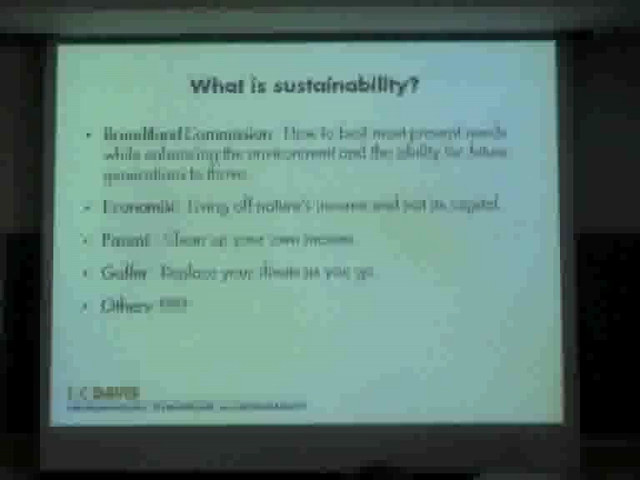 What is sustainability?
• Brundtland Commission: How to best meet present needs
while enhancing the environment and the ability for future
generations to thrive.
• Economist: Living off nature's income and not its capital.
• Parent: Clean up your own messes.
• Golfer: Replace your divots as you go.
• Others: ???
UC DAVIS